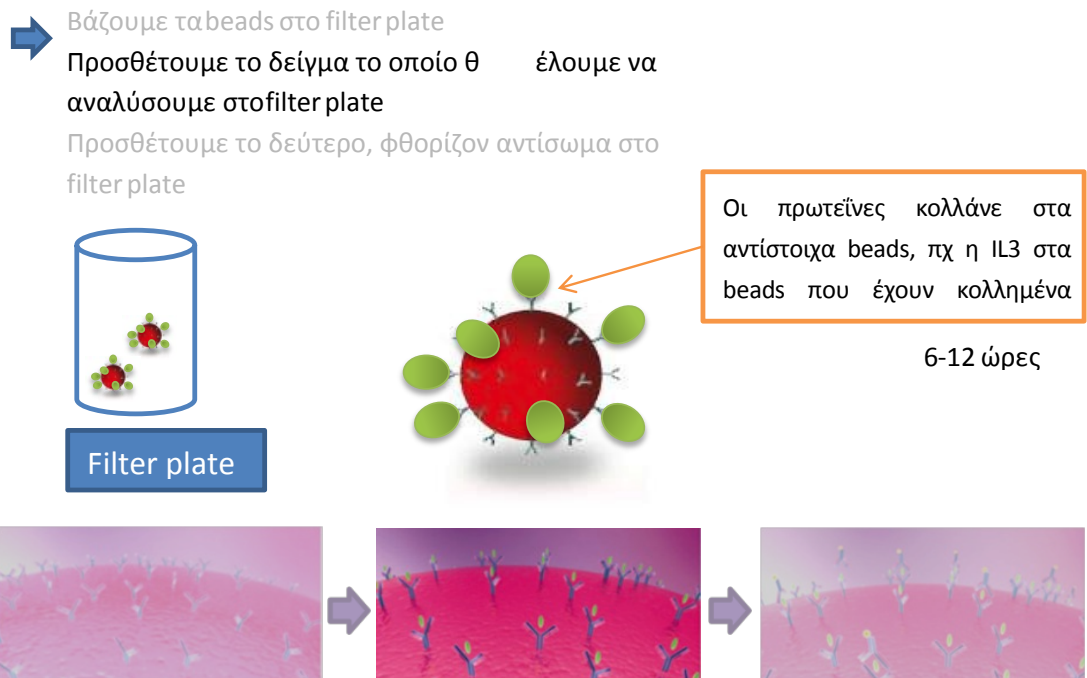 Βάζουμε τα beads στο filter plate
Προσθέτουμε το δείγμα το οποίο θ έλουμε να
αναλύσουμε στο filter plate
Προσθέτουμε το δεύτερο, φθορίζον αντίσωμα στο
filter plate
Οι πρωτεΐνες κολλάνε στα
αντίστοιχα beads, πχ η IL3 στα
beads που έχουν κολλημένα
6-12 ώρες
Filter plate